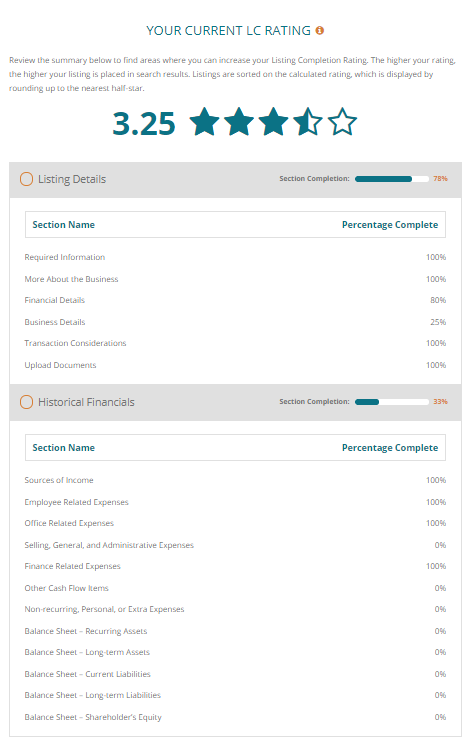 YOUR CURRENT LC RATING
Review the summary below to find areas where you can increase your Listing Completion Rating. The higher your rating,
the higher your listing is placed in search results. Listings are sorted on the calculated rating, which is displayed by
rounding up to the nearest half-star.
3.25
Listing Details Section Completion: 78%
Section Name Percentage Complete
Required Information 100%
More About the Business 100%
Financial Details 80%
Business Details 25%
Transaction Considerations 100%
Upload Documents 100%
Historical Financials Section Completion: 33%
Section Name Percentage Complete
Sources of Income 100%
Employee Related Expenses 100%
Office Related Expenses 100%
Selling, General, and Administrative Expenses 0%
Finance Related Expenses 100%
Other Cash Flow Items 0%
Non-recurring, Personal, or Extra Expenses 0%
Balance Sheet – Recurring Assets 0%
Balance Sheet – Long-term Assets 0%
Balance Sheet – Current Liabilities 0%
Balance Sheet – Long-term Liabilities 0%
Balance Sheet – Shareholder's Equity 0%